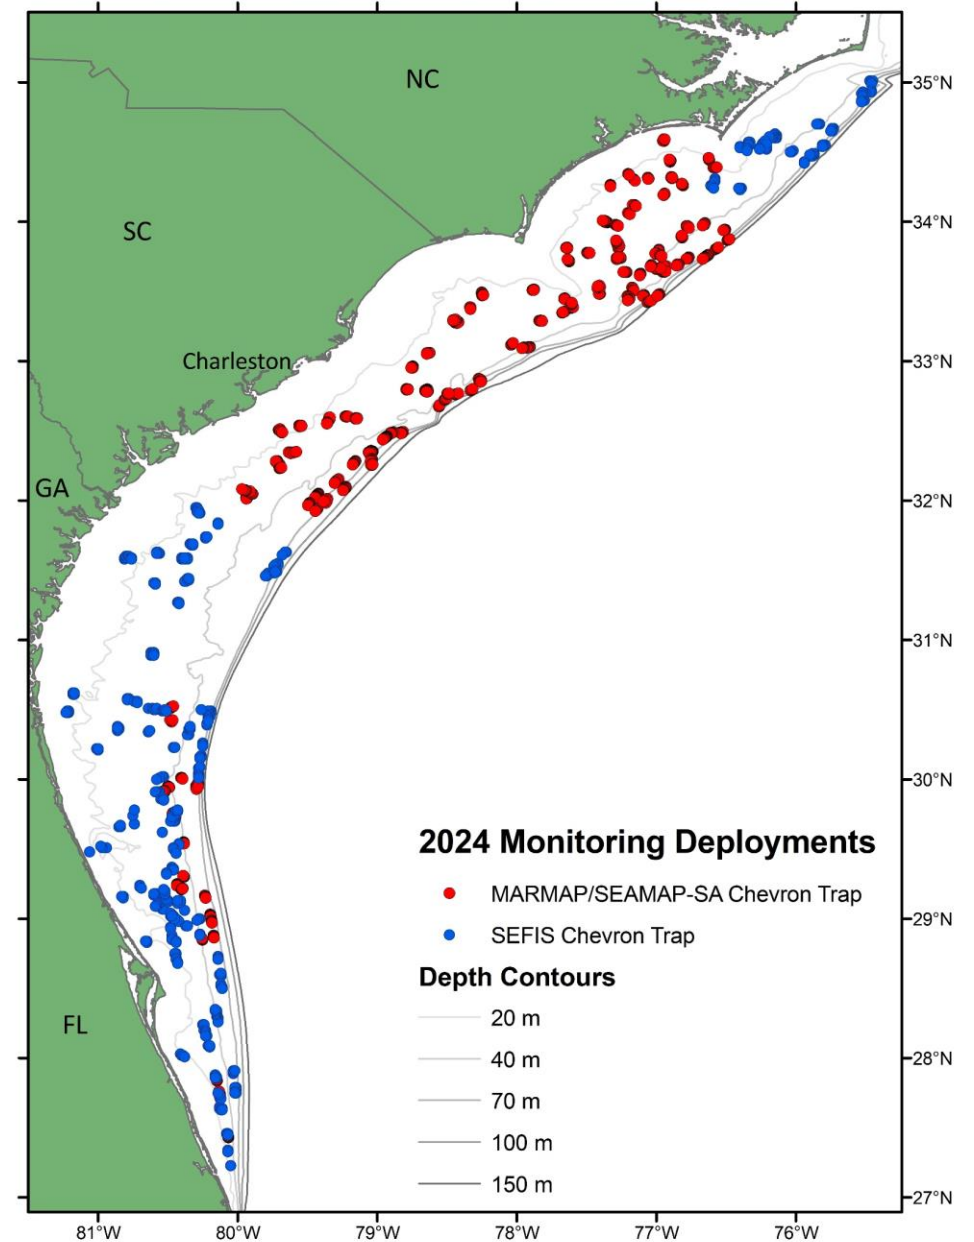 NC
35°N
SC
34°N
Charleston
33°N
GA
32°N
31°N
30°N
2024 Monitoring Deployments
MARMAP/SEAMAP-SA Chevron Trap
SEFIS Chevron Trap
29°N
Depth Contours
20 m
FL
40 m
28°N
70 m
100 m
150 m
27°N
81°W 80°W 79°W 78°W 77°W 76°W